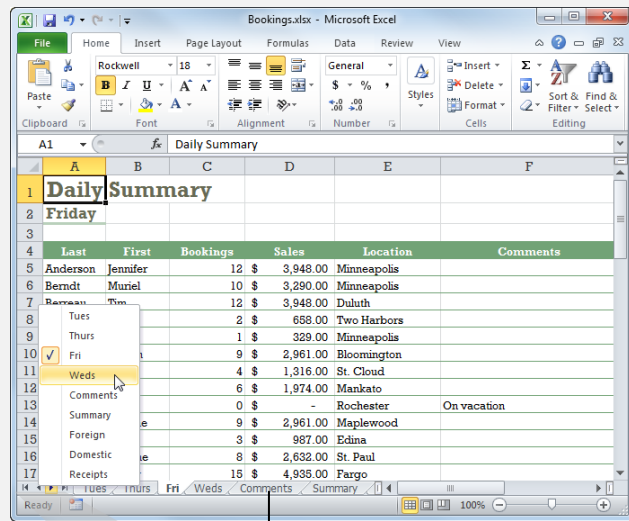 Bookings.xlsx - Microsoft Excel
File Home Insert Page Layout Formulas Data Review View
Paste
Rockwell 18
B I U A A
A
General
$ % ,
.0 .00 .00 .0
Styles
Insert
Delete
Format
Σ
Sort & Filter
Find & Select
Clipboard Font Alignment Number Cells Editing
A1 fx Daily Summary
A B C D E F
1 Daily Summary
2 Friday
3
4 Last First Bookings Sales Location Comments
5 Anderson Jennifer 12 $ 3,948.00 Minneapolis
6 Berndt Muriel 10 $ 3,290.00 Minneapolis
7 Berreau Tim 12 $ 3,948.00 Duluth
8 2 $ 658.00 Two Harbors
9 1 $ 329.00 Minneapolis
10 9 $ 2,961.00 Bloomington
11 4 $ 1,316.00 St. Cloud
12 6 $ 1,974.00 Mankato
13 0 $ - Rochester On vacation
14 9 $ 2,961.00 Maplewood
15 3 $ 987.00 Edina
16 8 $ 2,632.00 St. Paul
17 15 $ 4,935.00 Fargo
Tues
Thurs
Fri
Weds
Comments
Summary
Foreign
Domestic
Receipts
Tues Thurs Fri Weds Comments Summary
Ready 100%